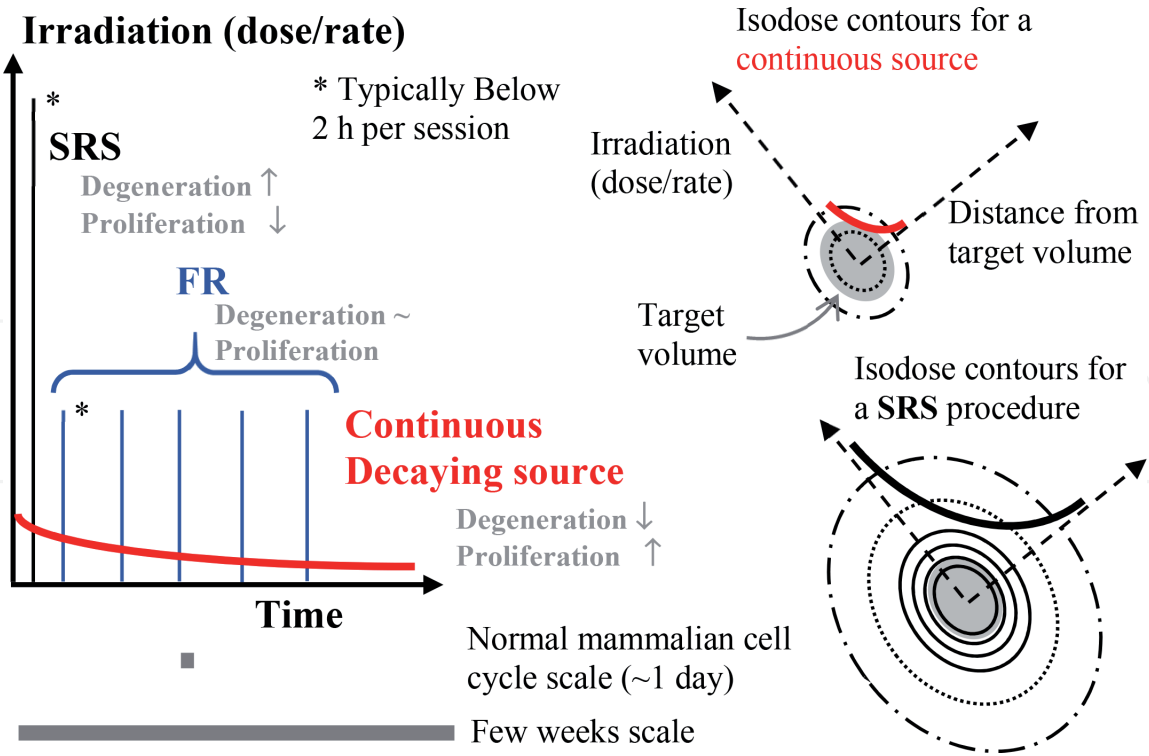 Irradiation (dose/rate)
*
SRS
Degeneration ↑
Proliferation ↓
* Typically Below
2 h per session
FR
Degeneration ~
Proliferation
*
Continuous
Decaying source
Degeneration ↓
Proliferation ↑
Time
Normal mammalian cell
cycle scale (~1 day)
Few weeks scale
Isodose contours for a
continuous source
Irradiation
(dose/rate)
Distance from
target volume
Target
volume
Isodose contours for
a SRS procedure